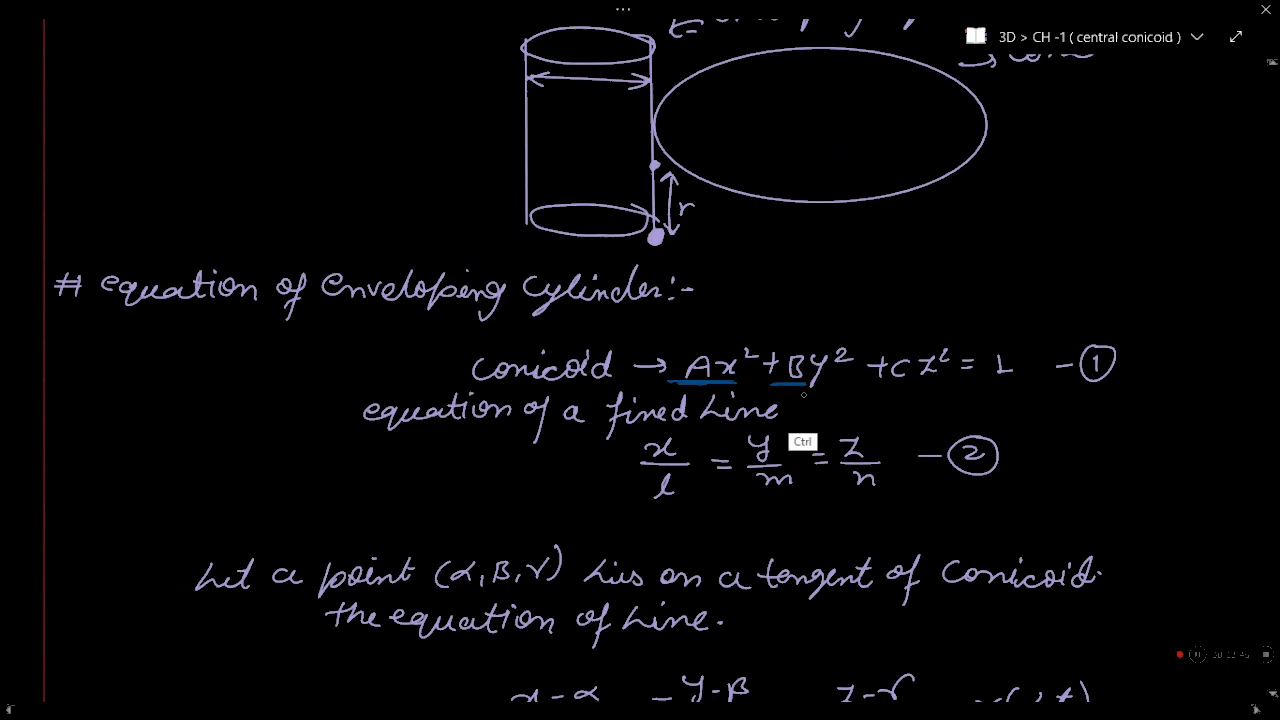 3D > CH -1 ( central conicoid )
r
# equation of enveloping cylinder:-
conicoid → Ax² + By² + Cz² = 1 - ①
equation of a fined Line
x/l = y/m = z/n - ②
Ctrl
Let a point (α, β, γ) Lies on a tangent of conicoid.
the equation of Line.
x-α = y-β z-γ